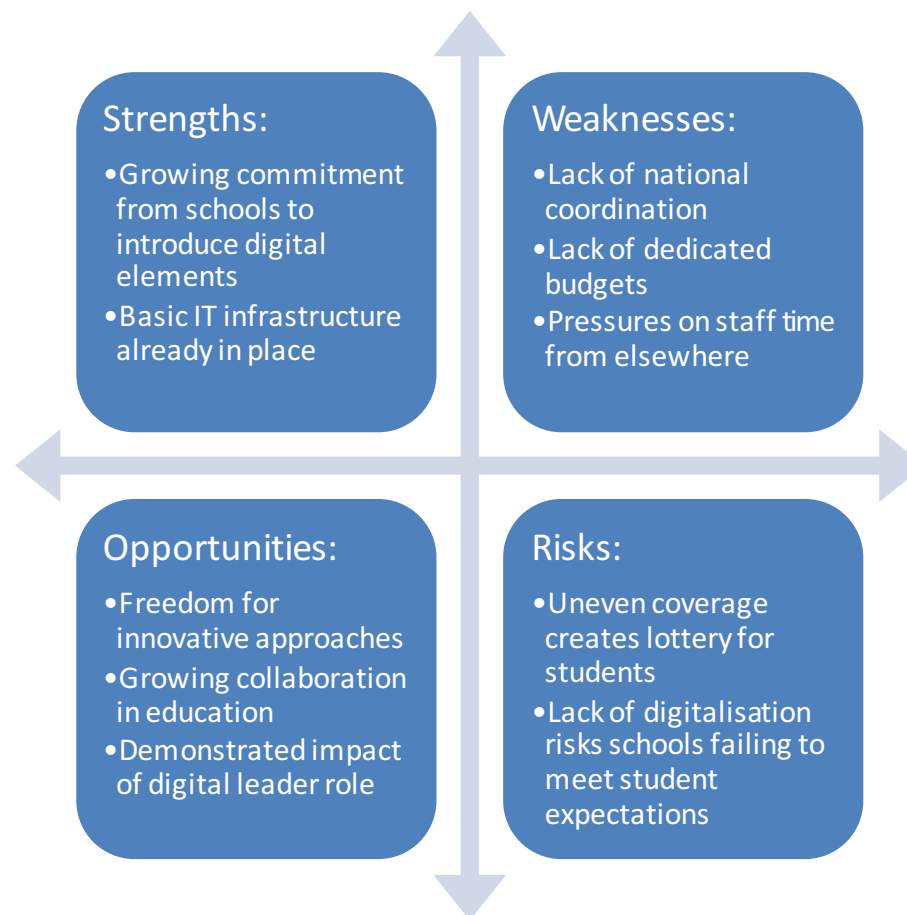 Strengths:
•Growing commitment
from schools to
introduce digital
elements
•Basic IT infrastructure
already in place
Weaknesses:
•Lack of national
coordination
•Lack of dedicated
budgets
•Pressures on staff time
from elsewhere
Opportunities:
•Freedom for
innovative approaches
•Growing collaboration
in education
•Demonstrated impact
of digital leader role
Risks:
•Uneven coverage
creates lottery for
students
•Lack of digitalisation
risks schools failing to
meet student
expectations